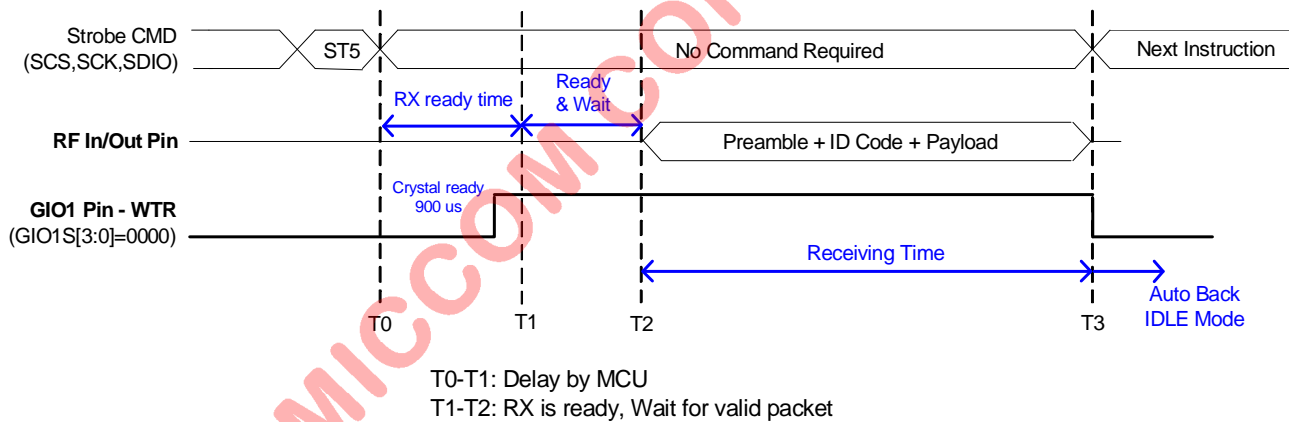 Strobe CMD
(SCS,SCK,SDIO)
ST5
No Command Required
Next Instruction
RX ready time
Ready
& Wait
RF In/Out Pin
Preamble + ID Code + Payload
Crystal ready
900 us
GIO1 Pin - WTR
(GIO1S[3:0]=0000)
Receiving Time
Auto Back
IDLE Mode
T0
T1
T2
T3
T0-T1: Delay by MCU
T1-T2: RX is ready, Wait for valid packet
MICCOM CO